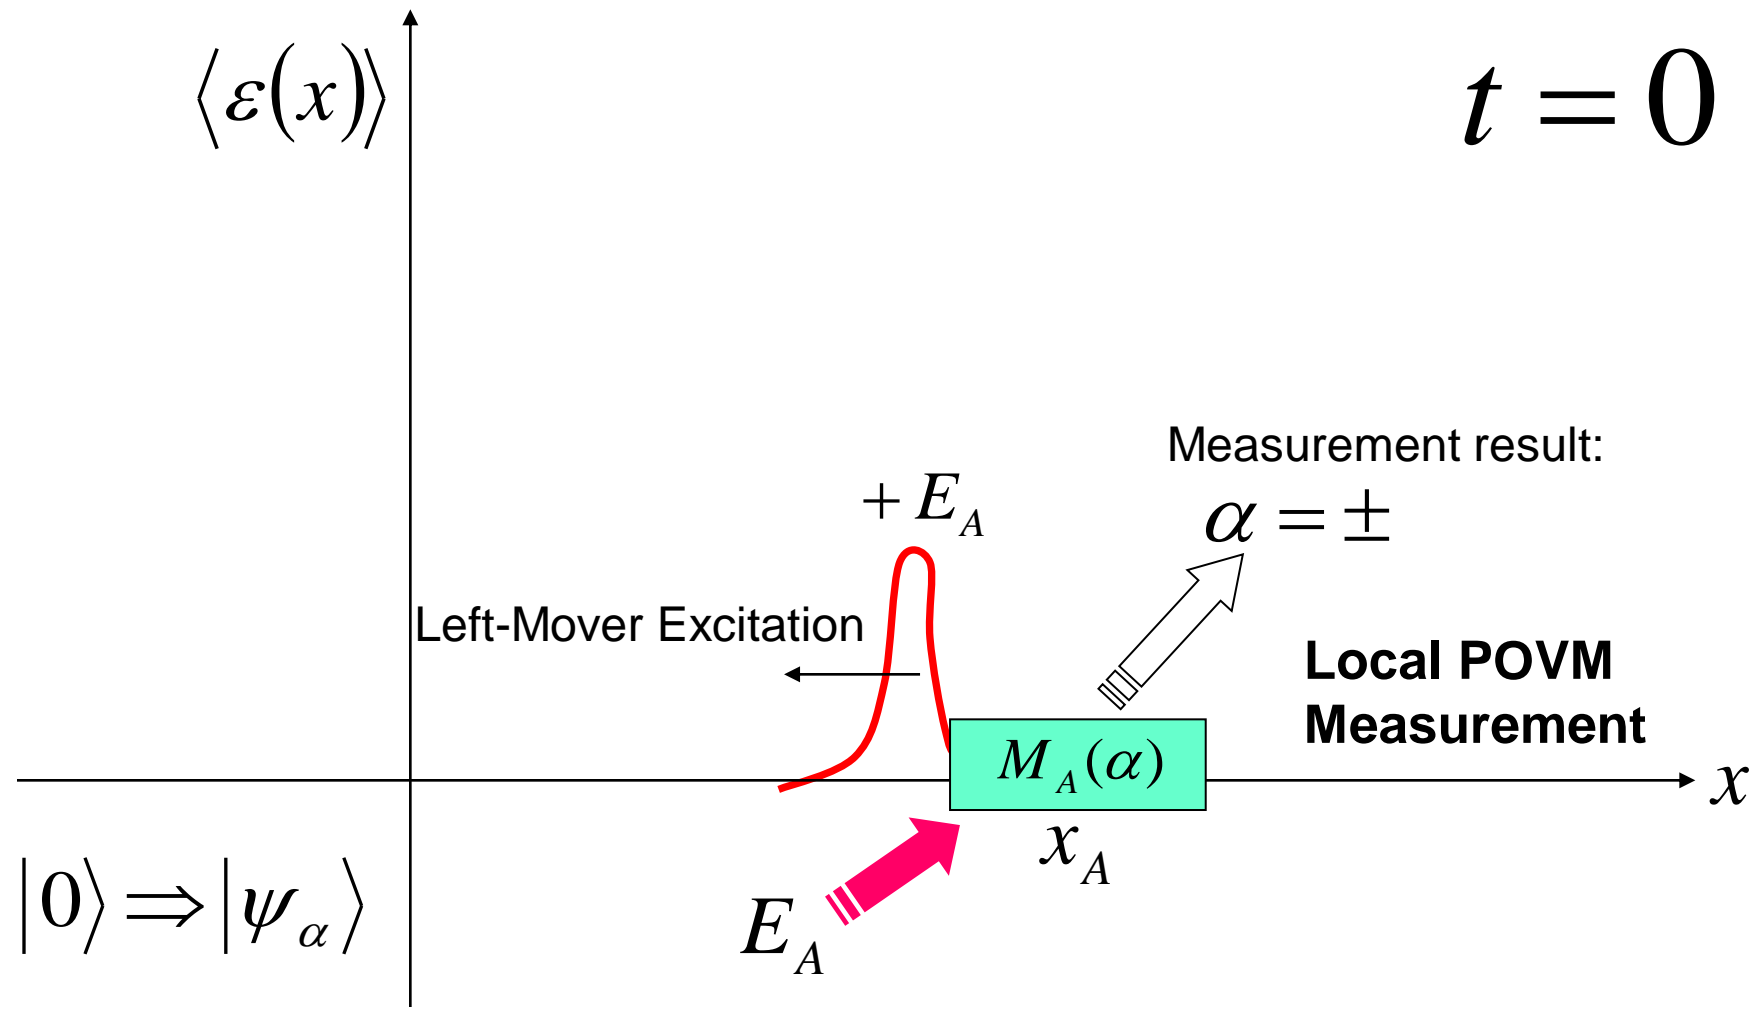 ⟨ε(x)⟩
t = 0
Measurement result:
α = ±
+ E_A
Left-Mover Excitation
Local POVM
Measurement
M_A(α)
x
x_A
|0⟩ ⇒ |ψ_α⟩
E_A